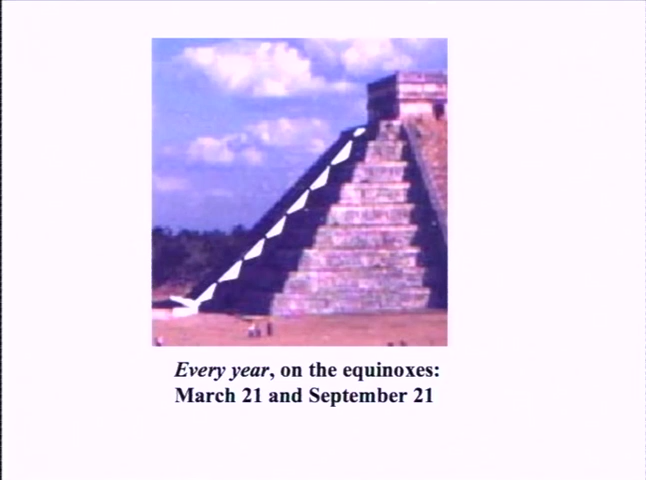 Every year, on the equinoxes:
March 21 and September 21